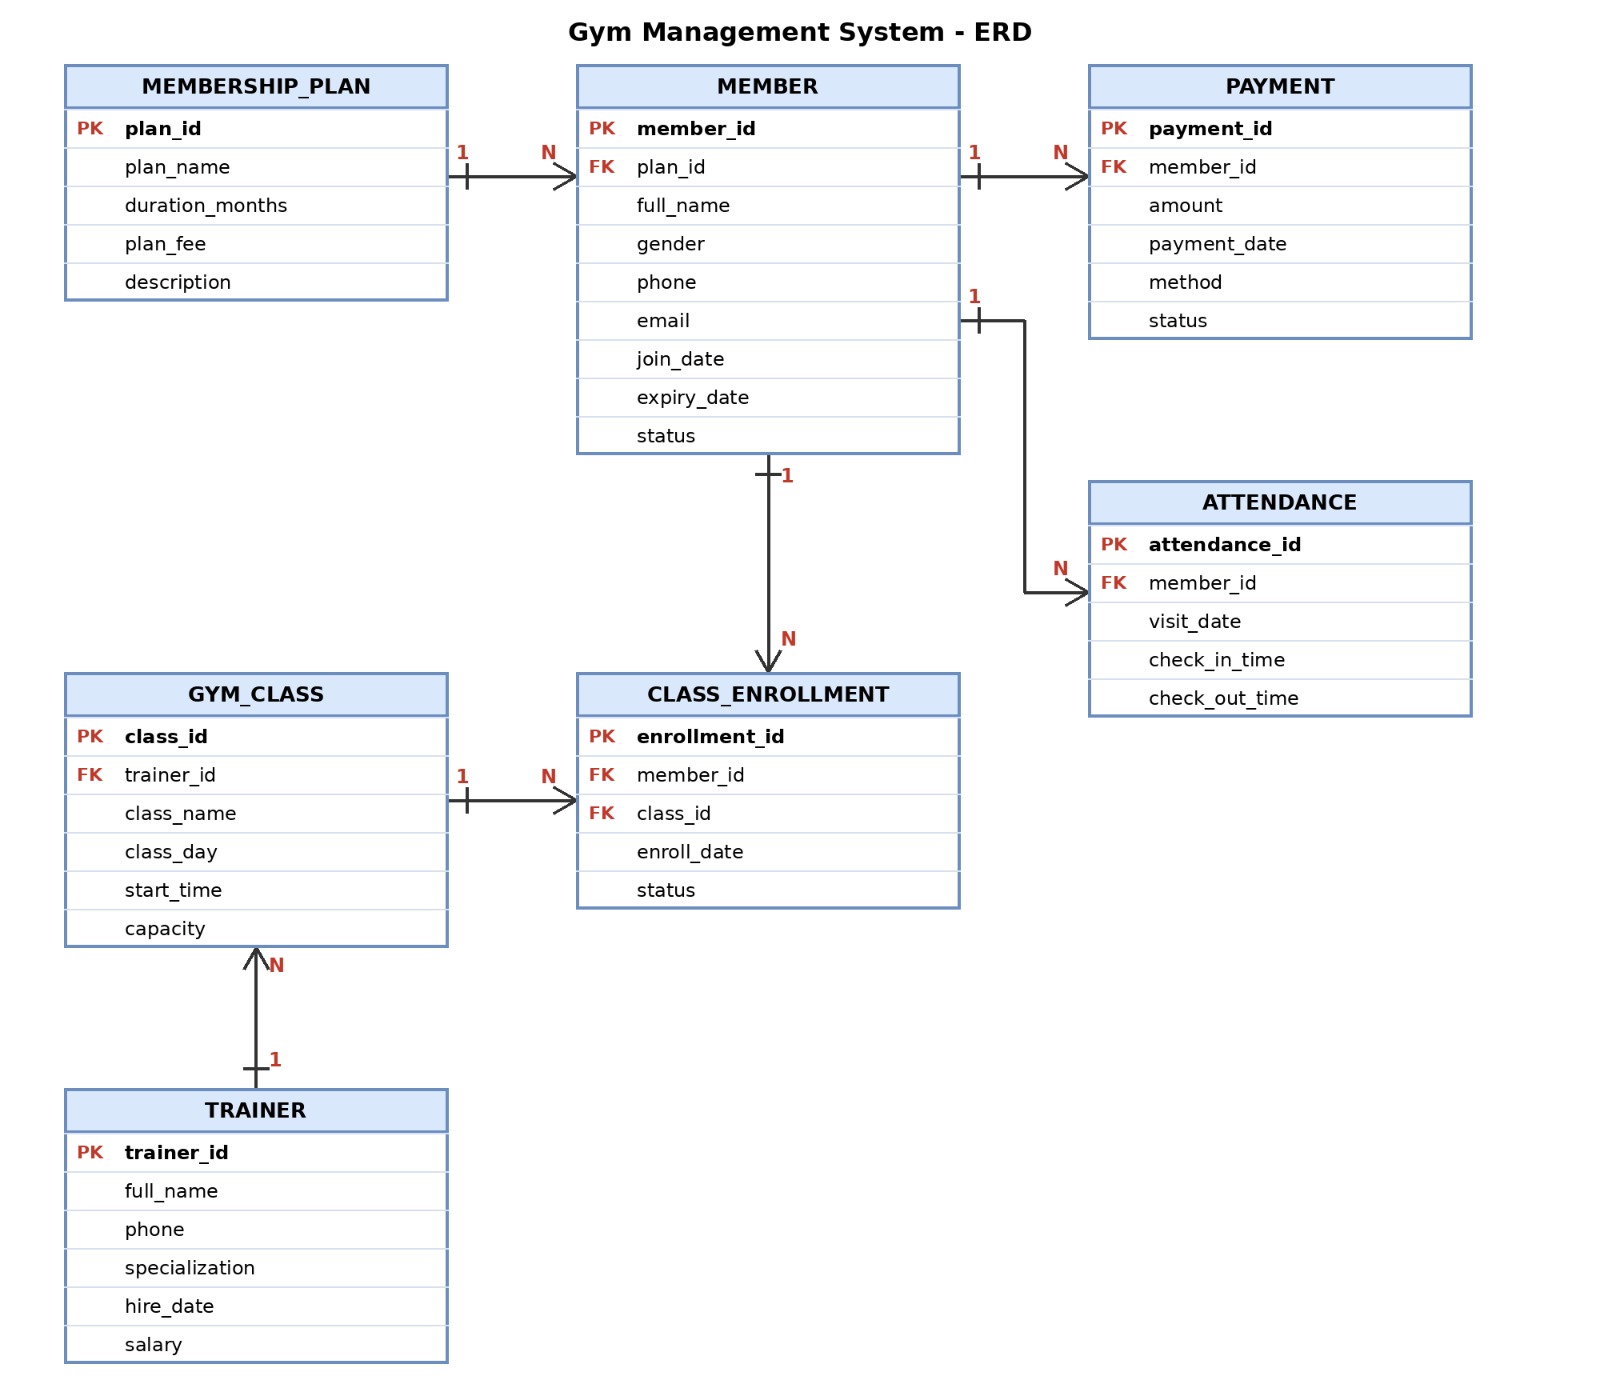 Gym Management System - ERD
MEMBERSHIP_PLAN
PK plan_id
plan_name
duration_months
plan_fee
description
1 N
MEMBER
PK member_id
FK plan_id
full_name
gender
phone
email
join_date
expiry_date
status
1 N
PAYMENT
PK payment_id
FK member_id
amount
payment_date
method
status
1
N
ATTENDANCE
PK attendance_id
FK member_id
visit_date
check_in_time
check_out_time
1
N
GYM_CLASS
PK class_id
FK trainer_id
class_name
class_day
start_time
capacity
1 N
CLASS_ENROLLMENT
PK enrollment_id
FK member_id
FK class_id
enroll_date
status
N
1
TRAINER
PK trainer_id
full_name
phone
specialization
hire_date
salary